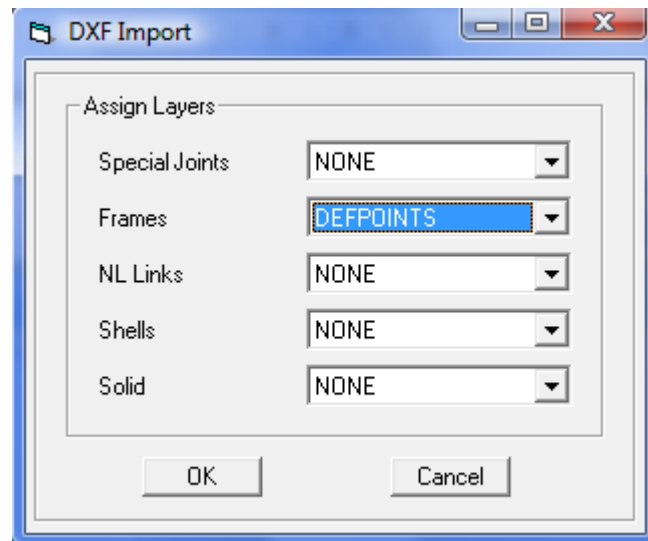 DXF Import
Assign Layers
Special Joints NONE
Frames DEFPOINTS
NL Links NONE
Shells NONE
Solid NONE
OK Cancel